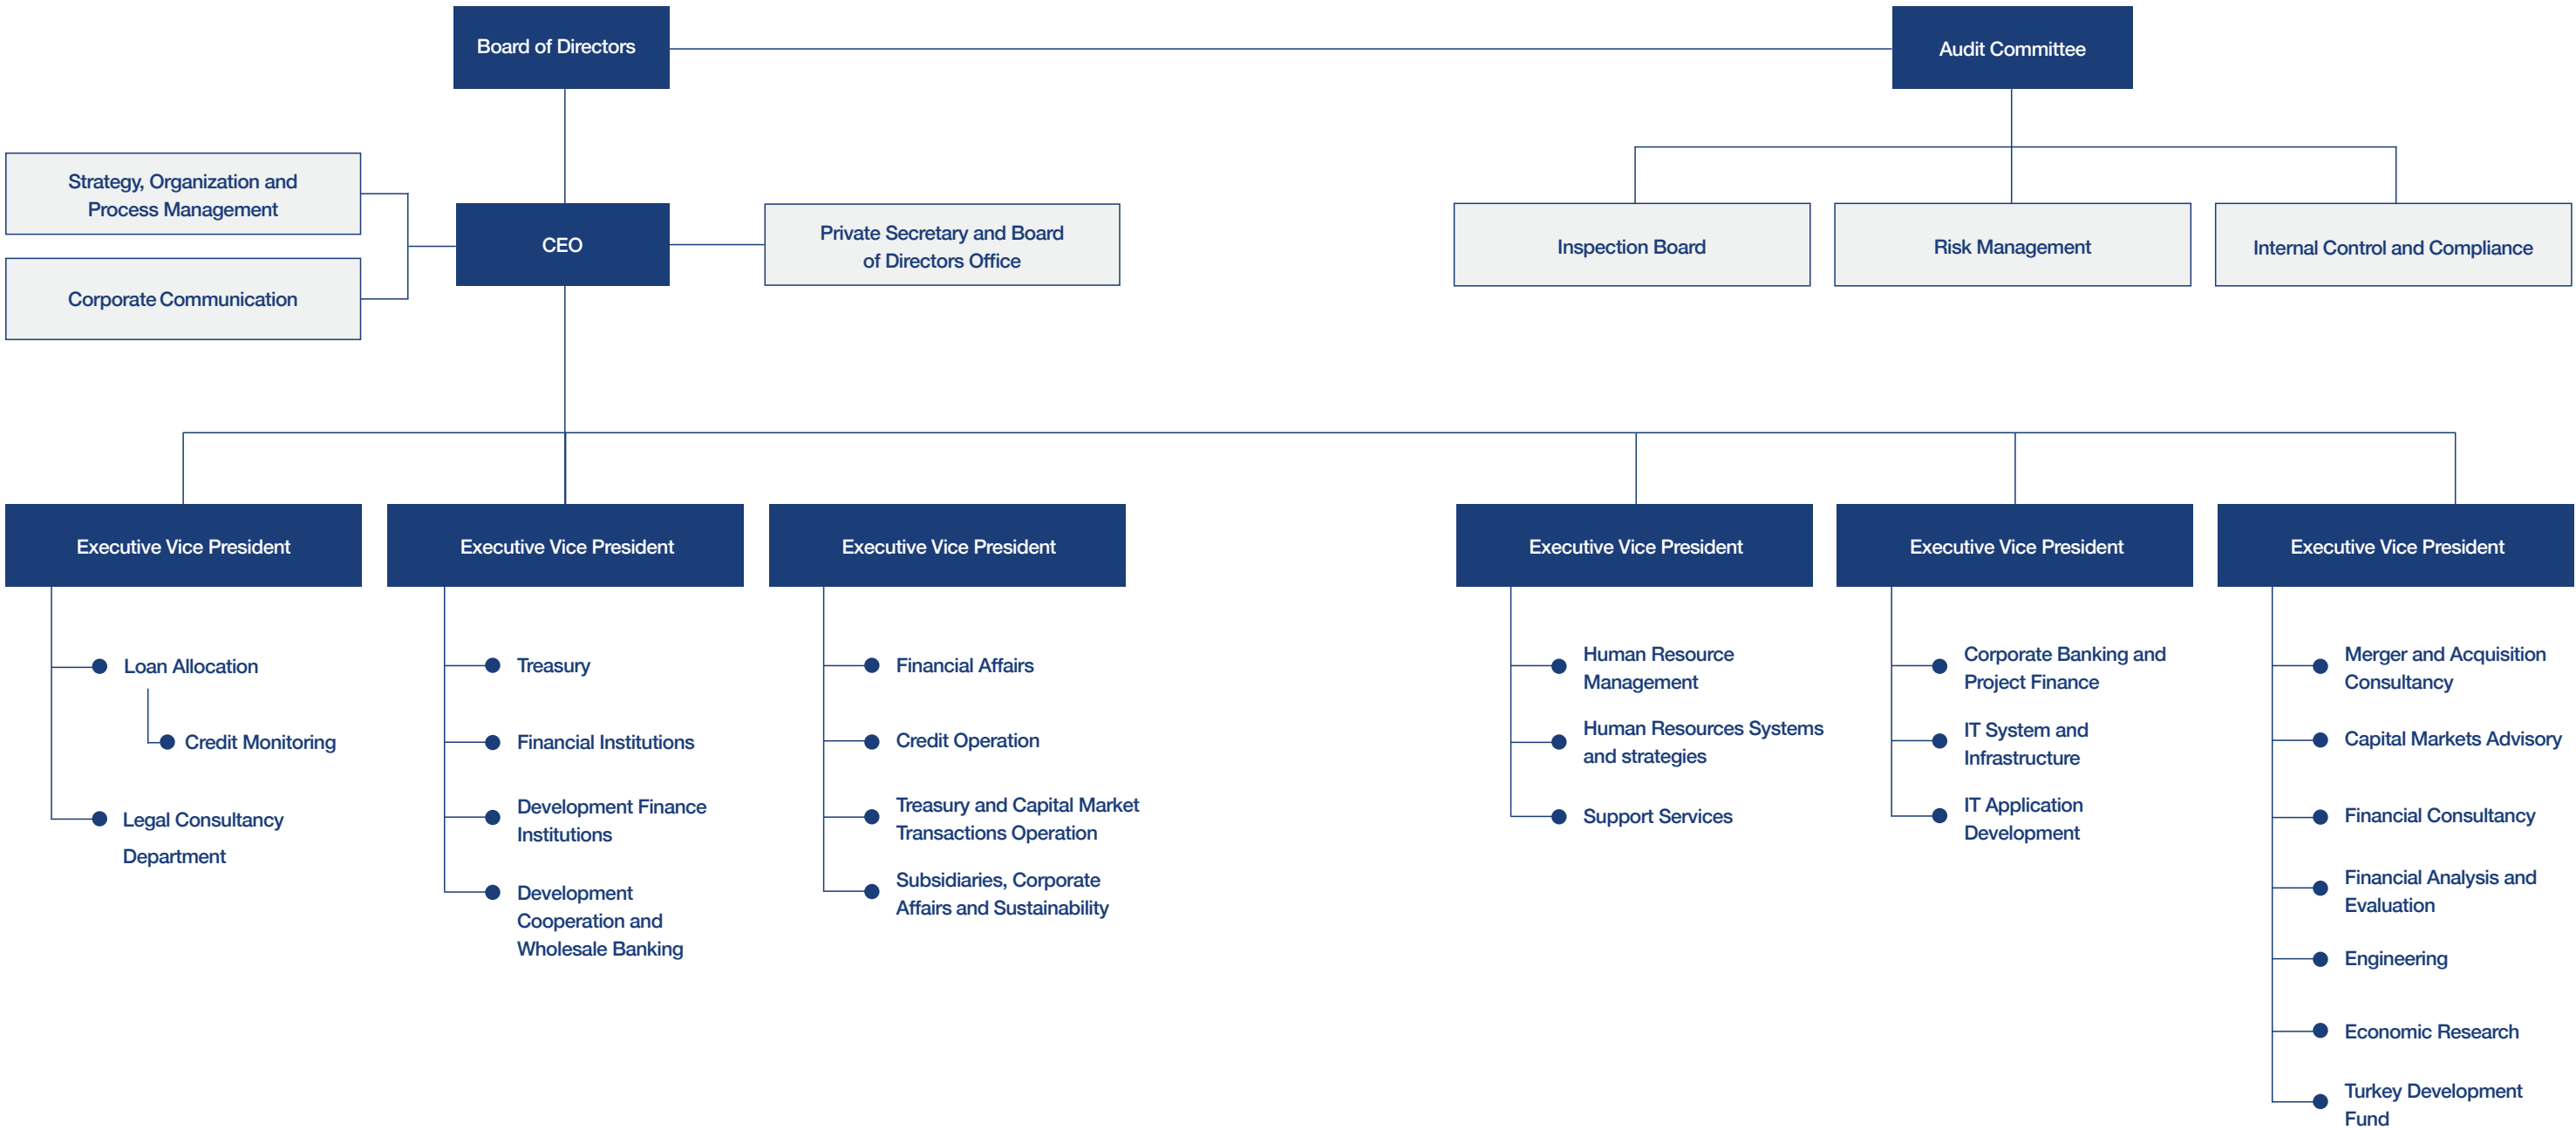 Board of Directors
Audit Committee
Strategy, Organization and
Process Management
Corporate Communication
CEO
Private Secretary and Board
of Directors Office
Inspection Board
Risk Management
Internal Control and Compliance
Executive Vice President
Loan Allocation
Credit Monitoring
Legal Consultancy
Department
Executive Vice President
Treasury
Financial Institutions
Development Finance
Institutions
Development
Cooperation and
Wholesale Banking
Executive Vice President
Financial Affairs
Credit Operation
Treasury and Capital Market
Transactions Operation
Subsidiaries, Corporate
Affairs and Sustainability
Executive Vice President
Human Resource
Management
Human Resources Systems
and strategies
Support Services
Executive Vice President
Corporate Banking and
Project Finance
IT System and
Infrastructure
IT Application
Development
Executive Vice President
Merger and Acquisition
Consultancy
Capital Markets Advisory
Financial Consultancy
Financial Analysis and
Evaluation
Engineering
Economic Research
Turkey Development
Fund